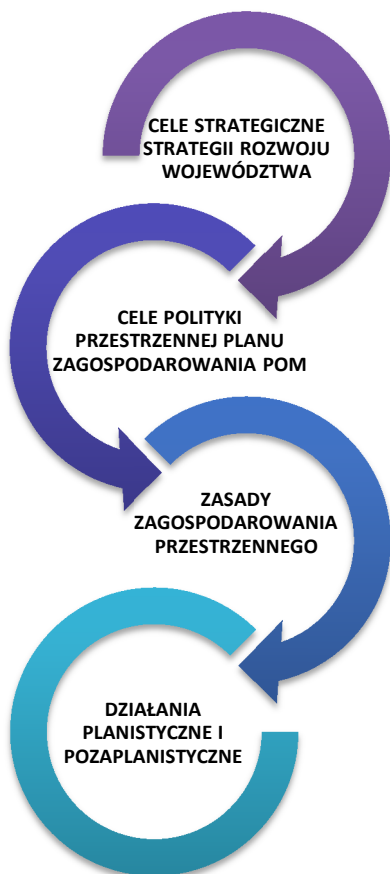 CELE STRATEGICZNE
STRATEGII ROZWOJU
WOJEWÓDZTWA
CELE POLITYKI
PRZESTRZENNEJ PLANU
ZAGOSPODAROWANIA POM
ZASADY
ZAGOSPODAROWANIA
PRZESTRZENNEGO
DZIAŁANIA
PLANISTYCZNE I
POZAPLANISTYCZNE